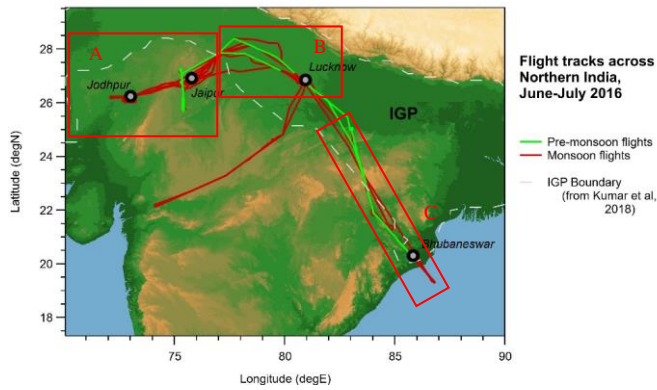 A
B
Lucknow
Jodhpur
Jaipur
IGP
C
Bhubaneswar
28
26
24
22
20
18
Latitude (degN)
75
80
85
90
Longitude (degE)
Flight tracks across
Northern India,
June-July 2016
Pre-monsoon flights
Monsoon flights
IGP Boundary
(from Kumar et al,
2018)